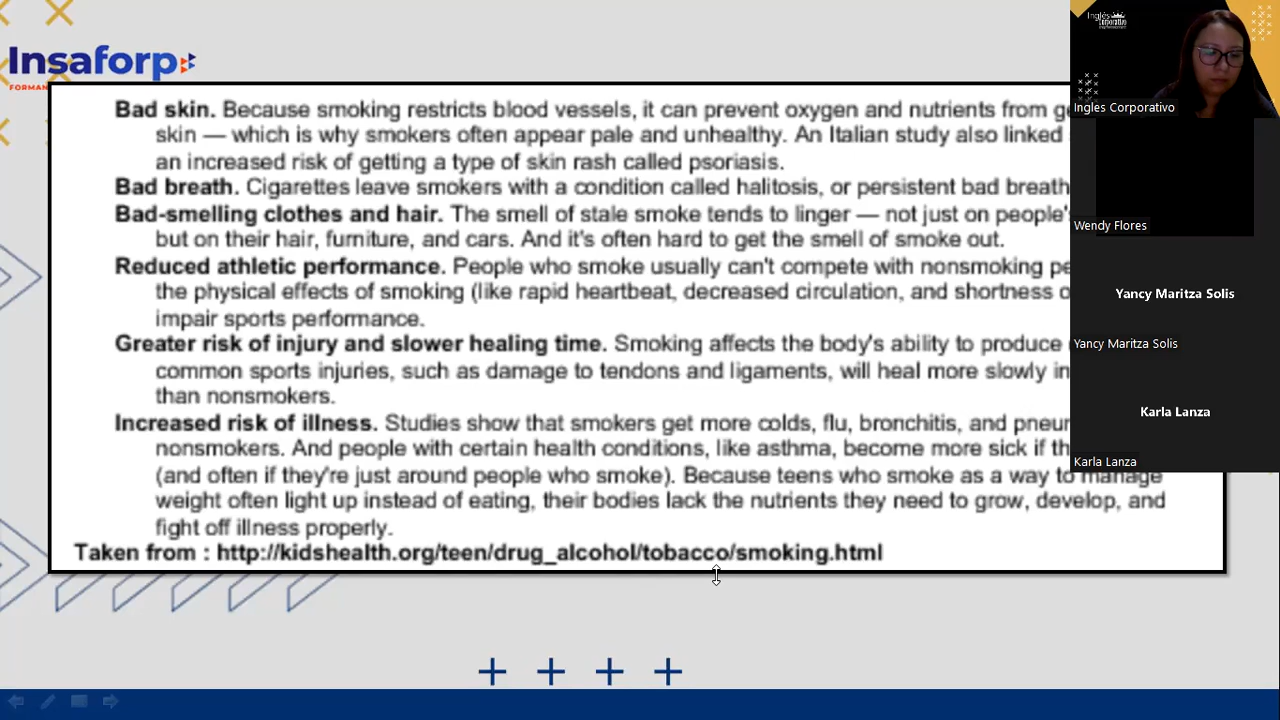 Insaforp
FORMAN
Bad skin. Because smoking restricts blood vessels, it can prevent oxygen and nutrients from ge
skin — which is why smokers often appear pale and unhealthy. An Italian study also linked
an increased risk of getting a type of skin rash called psoriasis.
Bad breath. Cigarettes leave smokers with a condition called halitosis, or persistent bad breath
Bad-smelling clothes and hair. The smell of stale smoke tends to linger — not just on people's
but on their hair, furniture, and cars. And it's often hard to get the smell of smoke out.
Reduced athletic performance. People who smoke usually can't compete with nonsmoking pe
the physical effects of smoking (like rapid heartbeat, decreased circulation, and shortness o
impair sports performance.
Greater risk of injury and slower healing time. Smoking affects the body's ability to produce
common sports injuries, such as damage to tendons and ligaments, will heal more slowly in
than nonsmokers.
Increased risk of illness. Studies show that smokers get more colds, flu, bronchitis, and pneur
nonsmokers. And people with certain health conditions, like asthma, become more sick if th
(and often if they're just around people who smoke). Because teens who smoke as a way to manage
weight often light up instead of eating, their bodies lack the nutrients they need to grow, develop, and
fight off illness properly.
Taken from : http://kidshealth.org/teen/drug_alcohol/tobacco/smoking.html
Inglés
Corporativo
Ingles Corporativo
Wendy Flores
Yancy Maritza Solis
Yancy Maritza Solis
Karla Lanza
Karla Lanza